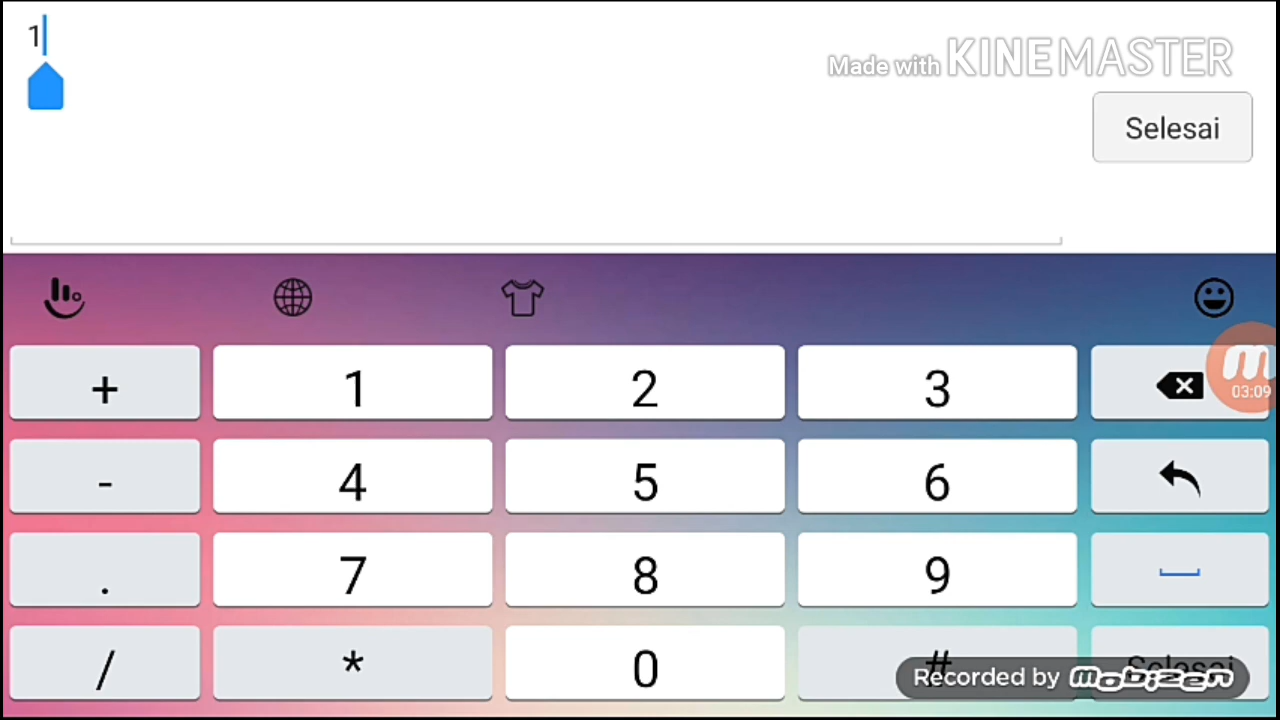 1
Made with KINEMASTER
Selesai
+ 1 2 3
03:09
- 4 5 6
. 7 8 9
/ * 0 # Selesai
Recorded by mobizen